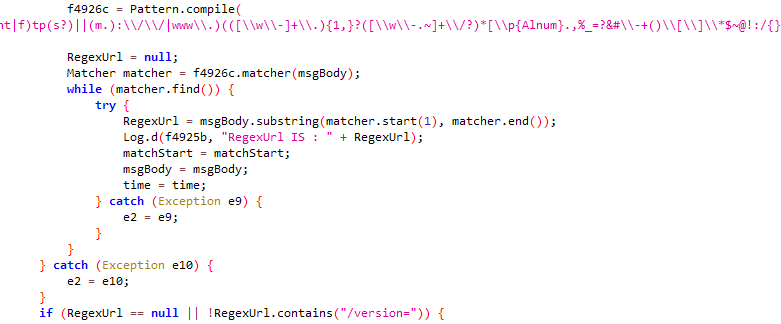 f4926c = Pattern.compile(
nt|f)tp(s?)||(m.):\\/\\/|www\\.)(([\\w\\-]+\\.){1,}?([\\w\\-.~]+\\/?)*[\\p{Alnum}.,%_=?&#\\-+()\\[\\]\\*$~@!:/{}
RegexUrl = null;
Matcher matcher = f4926c.matcher(msgBody);
while (matcher.find()) {
try {
RegexUrl = msgBody.substring(matcher.start(1), matcher.end());
Log.d(f4925b, "RegexUrl IS : " + RegexUrl);
matchStart = matchStart;
msgBody = msgBody;
time = time;
} catch (Exception e9) {
e2 = e9;
}
}
} catch (Exception e10) {
e2 = e10;
}
if (RegexUrl == null || !RegexUrl.contains("/version=")) {